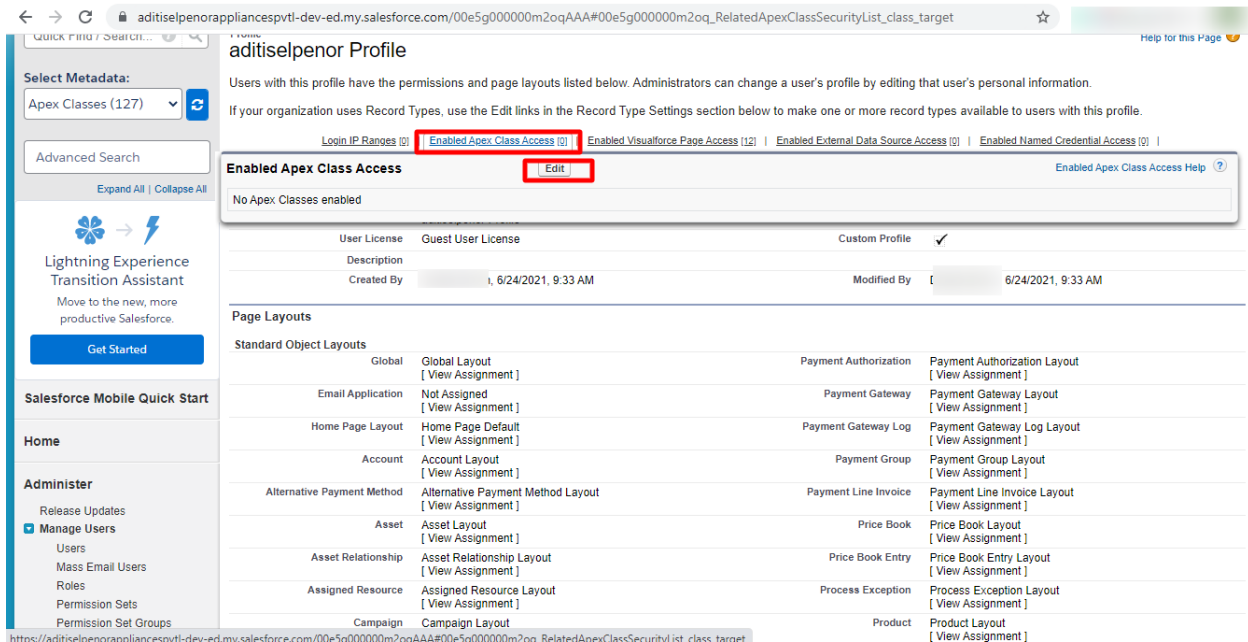 aditiselpenorappliancespvtl-dev-ed.my.salesforce.com/00e5g000000m2oqAAA#00e5g000000m2oq_RelatedApexClassSecurityList_class_target
Quick Find / Search...
Profile
Help for this Page
aditiselpenor Profile
Select Metadata:
Apex Classes (127)
Users with this profile have the permissions and page layouts listed below. Administrators can change a user's profile by editing that user's personal information.
If your organization uses Record Types, use the Edit links in the Record Type Settings section below to make one or more record types available to users with this profile.
Login IP Ranges [0] | Enabled Apex Class Access [0] | Enabled Visualforce Page Access [12] | Enabled External Data Source Access [0] | Enabled Named Credential Access [0] |
Advanced Search
Expand All | Collapse All
Enabled Apex Class Access Edit Enabled Apex Class Access Help ?
No Apex Classes enabled
User License Guest User License Custom Profile
Description
Created By , 6/24/2021, 9:33 AM Modified By 6/24/2021, 9:33 AM
Lightning Experience
Transition Assistant
Move to the new, more
productive Salesforce.
Get Started
Page Layouts
Standard Object Layouts
Global Global Layout Payment Authorization Payment Authorization Layout
[ View Assignment ] [ View Assignment ]
Email Application Not Assigned Payment Gateway Payment Gateway Layout
[ View Assignment ] [ View Assignment ]
Home Page Layout Home Page Default Payment Gateway Log Payment Gateway Log Layout
[ View Assignment ] [ View Assignment ]
Account Account Layout Payment Group Payment Group Layout
[ View Assignment ] [ View Assignment ]
Alternative Payment Method Alternative Payment Method Layout Payment Line Invoice Payment Line Invoice Layout
[ View Assignment ] [ View Assignment ]
Asset Asset Layout Price Book Price Book Layout
[ View Assignment ] [ View Assignment ]
Asset Relationship Asset Relationship Layout Price Book Entry Price Book Entry Layout
[ View Assignment ] [ View Assignment ]
Assigned Resource Assigned Resource Layout Process Exception Process Exception Layout
[ View Assignment ] [ View Assignment ]
Campaign Campaign Layout Product Product Layout
[ View Assignment ]
Salesforce Mobile Quick Start
Home
Administer
Release Updates
Manage Users
Users
Mass Email Users
Roles
Permission Sets
Permission Set Groups
https://aditiselpenorappliancespvtl-dev-ed.my.salesforce.com/00e5g000000m2oqAAA#00e5g000000m2oq_RelatedApexClassSecurityList_class_target